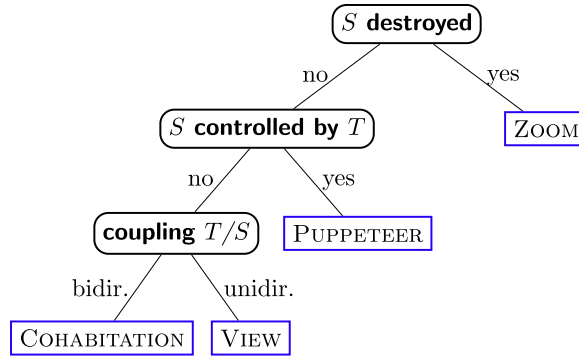 S destroyed
no
yes
S controlled by T
ZOOM
no
yes
coupling T/S
PUPPETEER
bidir.
unidir.
COHABITATION
VIEW